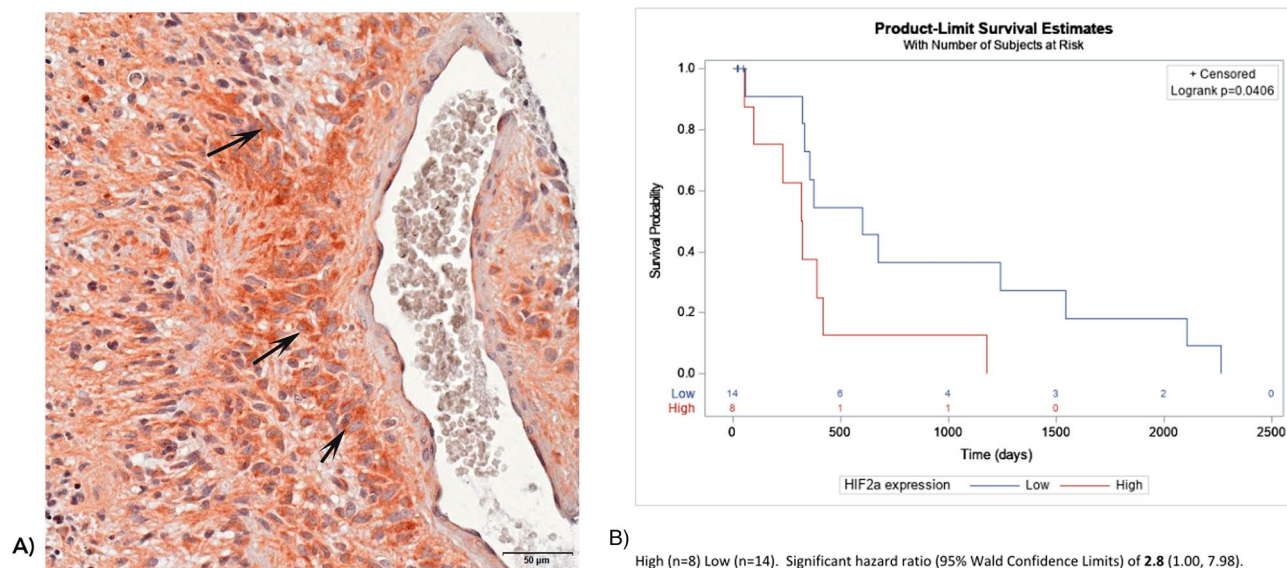 A)
50 µm
B)
Product-Limit Survival Estimates
With Number of Subjects at Risk
+ Censored
Logrank p=0.0406
Survival Probability
1.0
0.8
0.6
0.4
0.2
0.0
Low 14 6 4 3 2 0
High 8 1 1 0
0 500 1000 1500 2000 2500
Time (days)
HIF2a expression Low High
High (n=8) Low (n=14). Significant hazard ratio (95% Wald Confidence Limits) of 2.8 (1.00, 7.98).